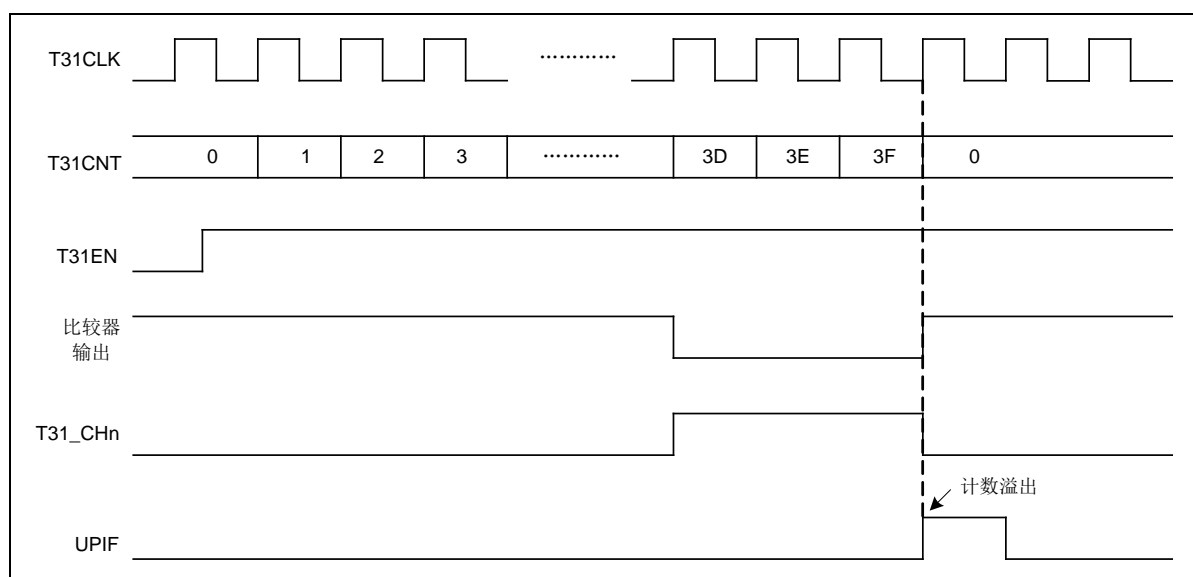 T31CLK
…………
T31CNT 0 1 2 3 ………… 3D 3E 3F 0
T31EN
比较器
输出
T31_CHn
计数溢出
UPIF